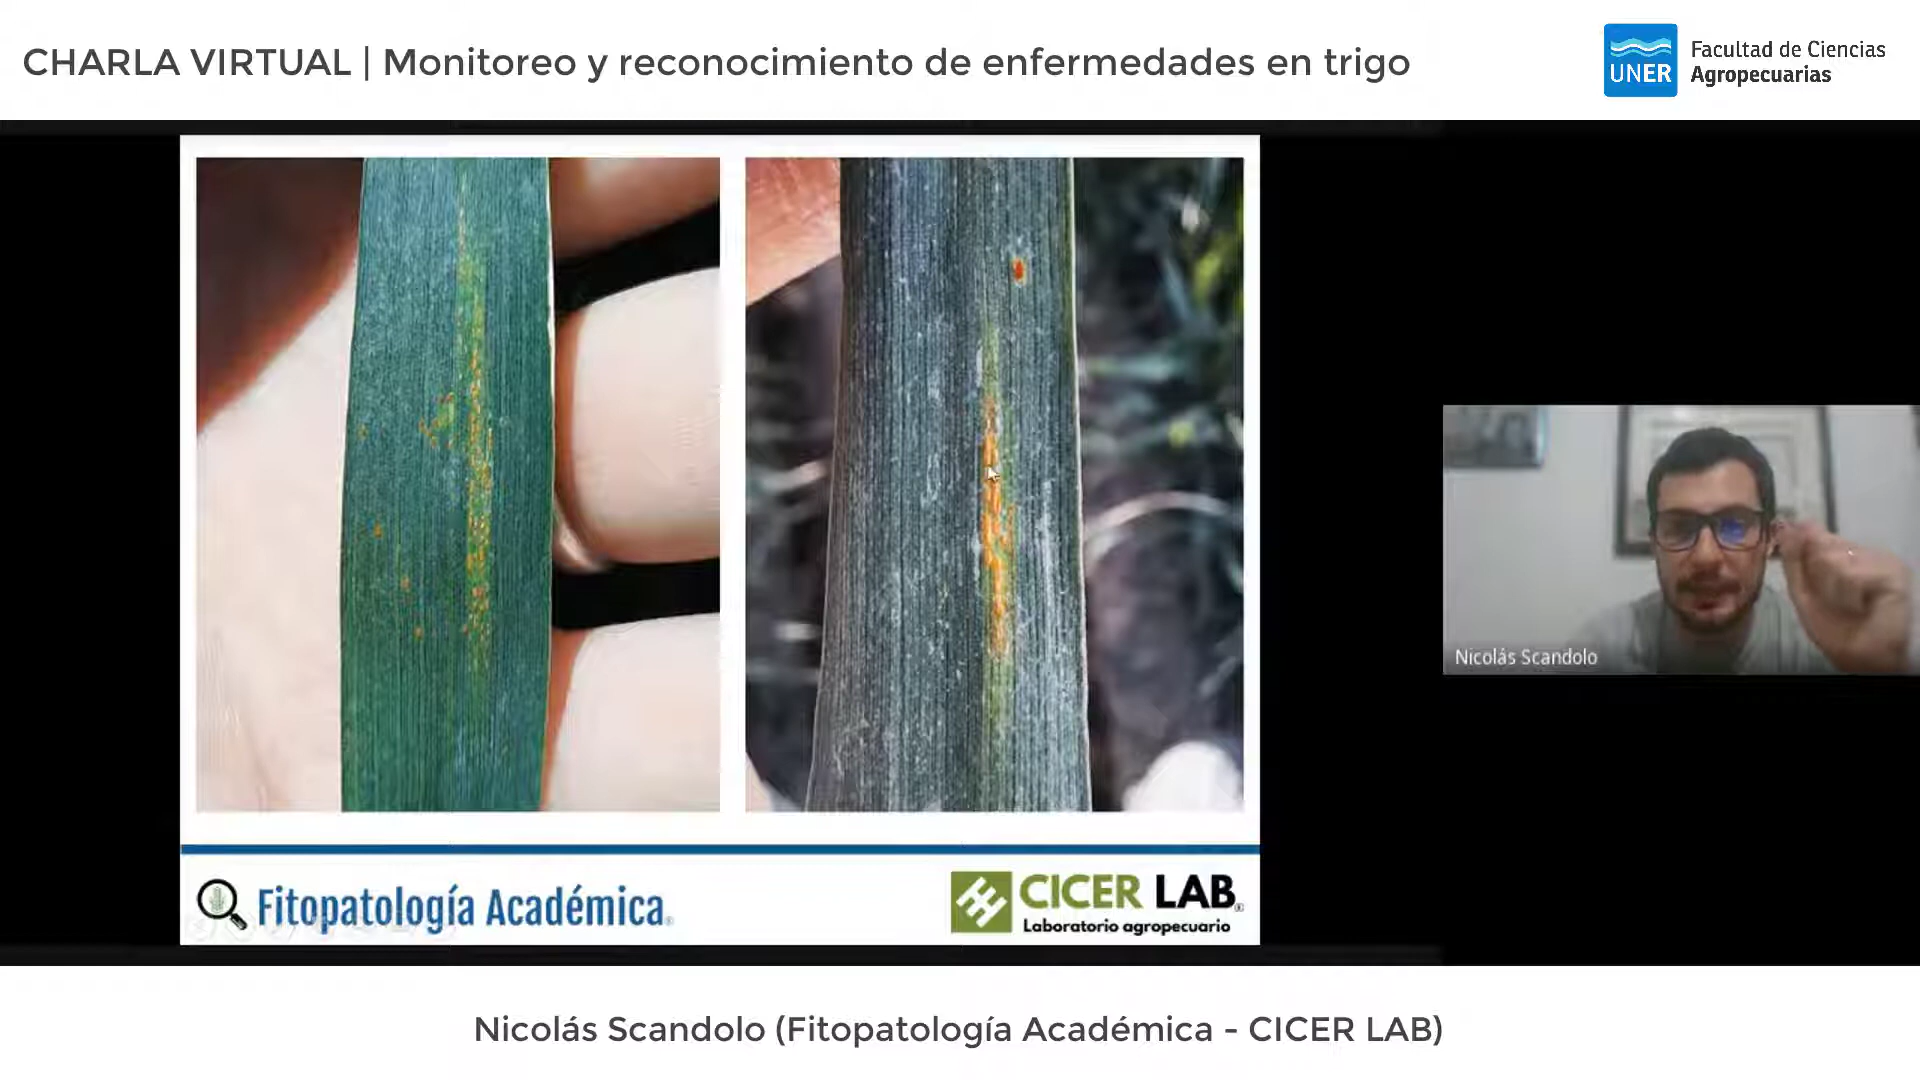 CHARLA VIRTUAL | Monitoreo y reconocimiento de enfermedades en trigo
UNER
Facultad de Ciencias
Agropecuarias
Nicolás Scandolo
Fitopatología Académica
CICER LAB
Laboratorio agropecuario
Nicolás Scandolo (Fitopatología Académica - CICER LAB)